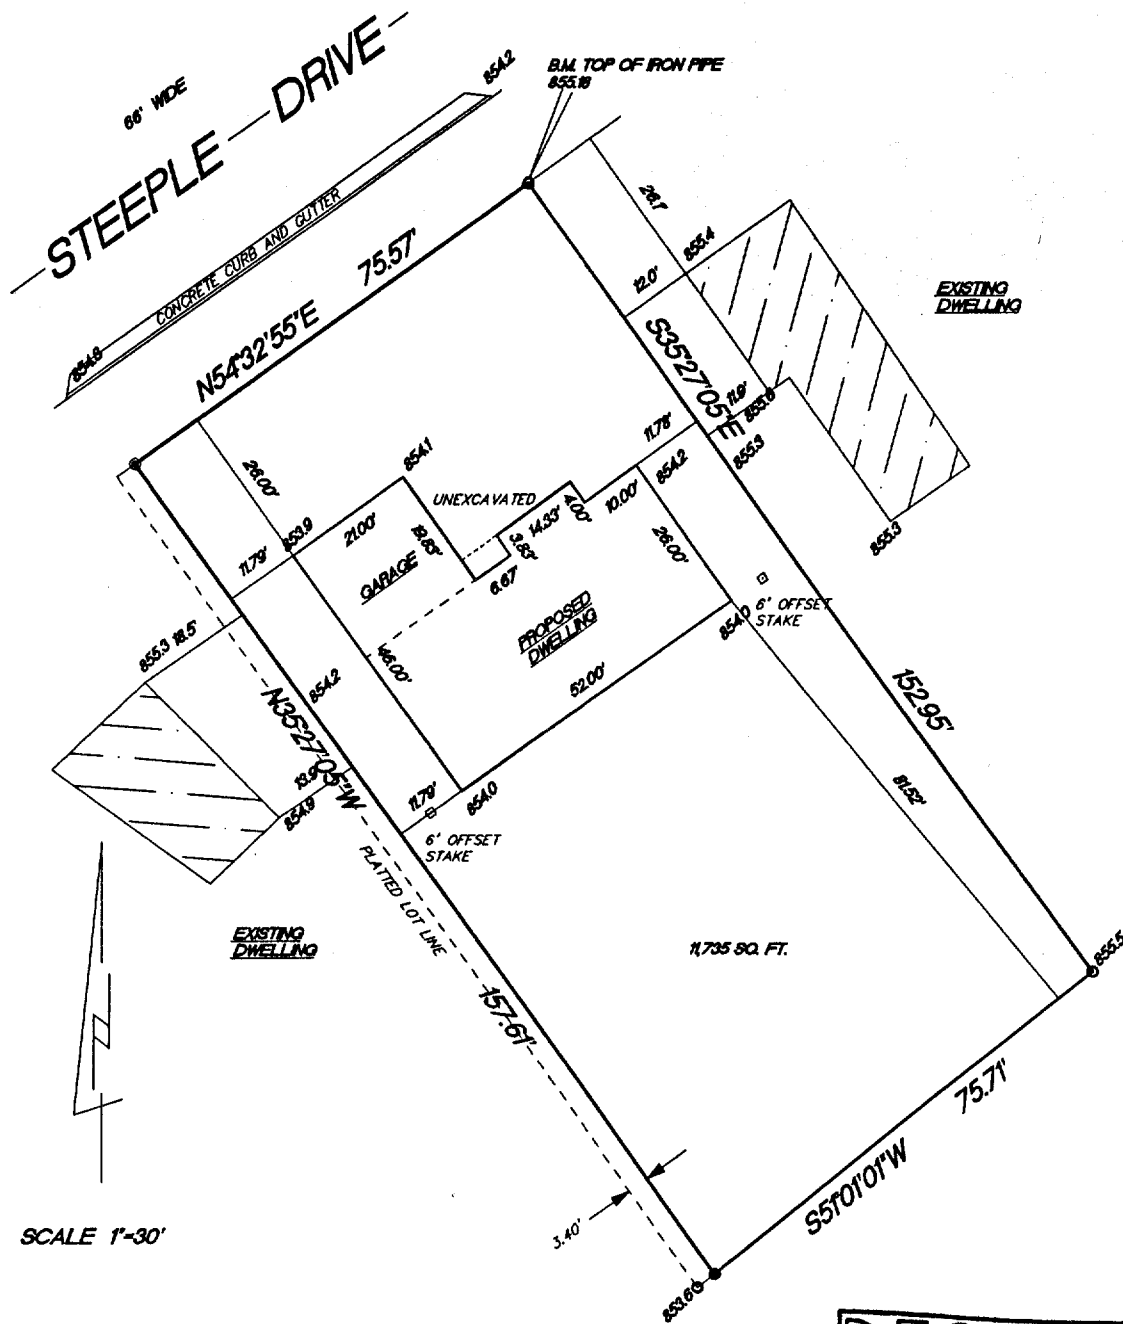 STEEPLE DRIVE
66' WIDE
CONCRETE CURB AND GUTTER
854.2
854.8
B.M. TOP OF IRON PIPE
855.18
N54°32'55"E
75.57'
26.1'
12.0'
855.4
EXISTING
DWELLING
S35°27'05"E
11.9'
855.6
855.3
855.3
11.78'
854.2
26.00'
853.9
854.1
UNEXCAVATED
21.00'
19.83'
GARAGE
14.33'
4.00'
10.00'
3.83'
6.67'
26.00'
PROPOSED
DWELLING
6' OFFSET
STAKE
854.0
11.79'
855.3
18.5'
854.2
46.00'
52.00'
N35°27'05"W
13.9'
854.9
11.79'
854.0
6' OFFSET
STAKE
PLATTED LOT LINE
EXISTING
DWELLING
152.95'
81.52'
11,735 SQ. FT.
855.5
157.61'
75.71'
S51°01'01"W
3.40'
853.6
SCALE 1"=30'